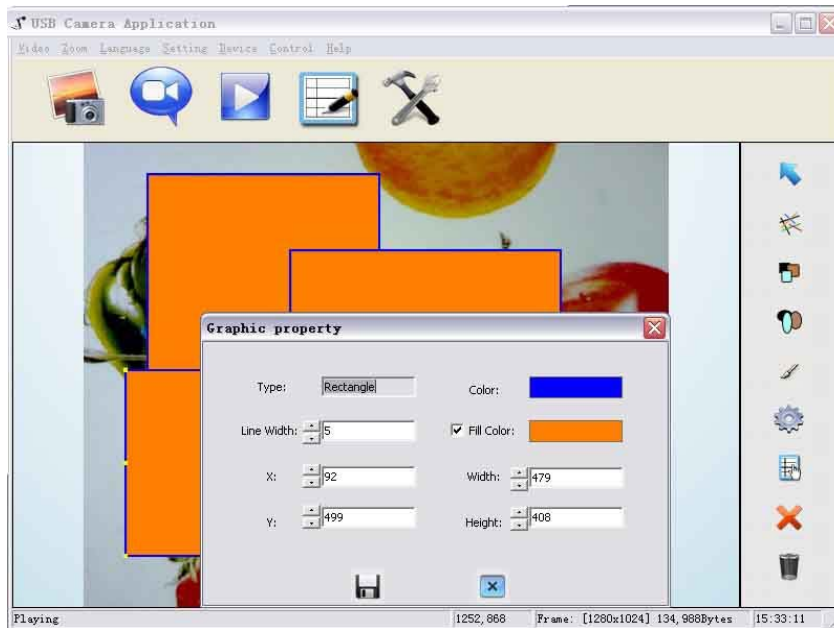 USB Camera Application
Video Zoom Language Setting Device Control Help
Graphic property
Type: Rectangle Color:
Line Width: 5 Fill Color:
X: 92 Width: 479
Y: 499 Height: 408
Playing 1252,868 Frame: [1280x1024] 134,988Bytes 15:33:11